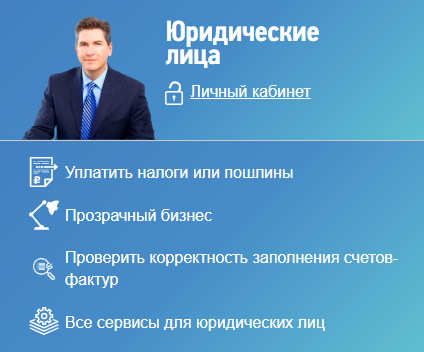 Юридические
лица
Личный кабинет
Уплатить налоги или пошлины
Прозрачный бизнес
Проверить корректность заполнения счетов-
фактур
Все сервисы для юридических лиц